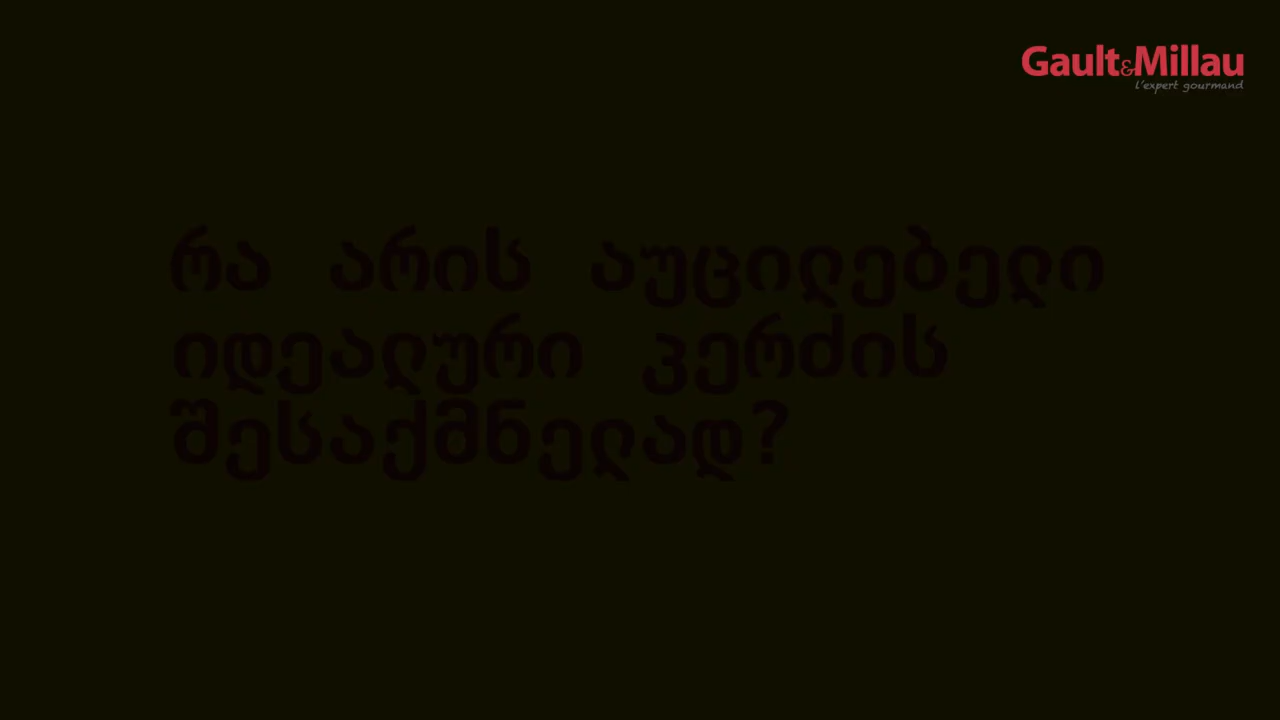 Gault&Millau
l'expert gourmand
რა არის აუცილებელი
იდეალური კერძის
შესაქმნელად?